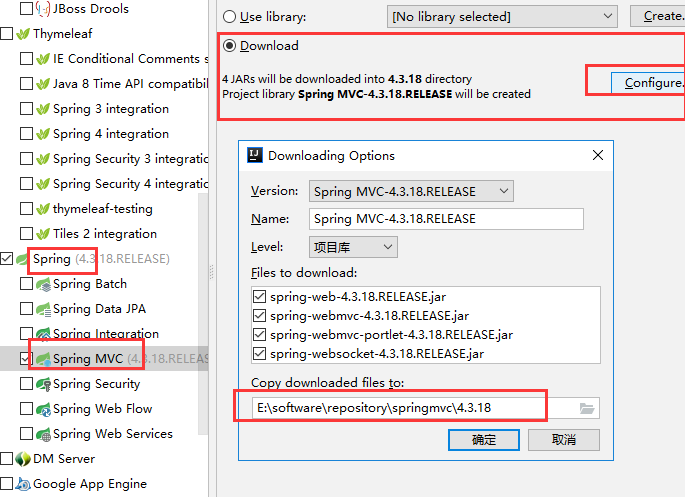 JBoss Drools
Thymeleaf
IE Conditional Comments s
Java 8 Time API compatibil
Spring 3 integration
Spring 4 integration
Spring Security 3 integration
Spring Security 4 integration
thymeleaf-testing
Tiles 2 integration
Spring (4.3.18.RELEASE)
Spring Batch
Spring Data JPA
Spring Integration
Spring MVC (4.3.18.RELEAS
Spring Security
Spring Web Flow
Spring Web Services
DM Server
Google App Engine
Use library: [No library selected] Create.
Download
4 JARs will be downloaded into 4.3.18 directory
Project library Spring MVC-4.3.18.RELEASE will be created
Configure.
Downloading Options
Version: Spring MVC-4.3.18.RELEASE
Name: Spring MVC-4.3.18.RELEASE
Level: 项目库
Files to download:
spring-web-4.3.18.RELEASE.jar
spring-webmvc-4.3.18.RELEASE.jar
spring-webmvc-portlet-4.3.18.RELEASE.jar
spring-websocket-4.3.18.RELEASE.jar
Copy downloaded files to:
E:\software\repository\springmvc\4.3.18
确定 取消